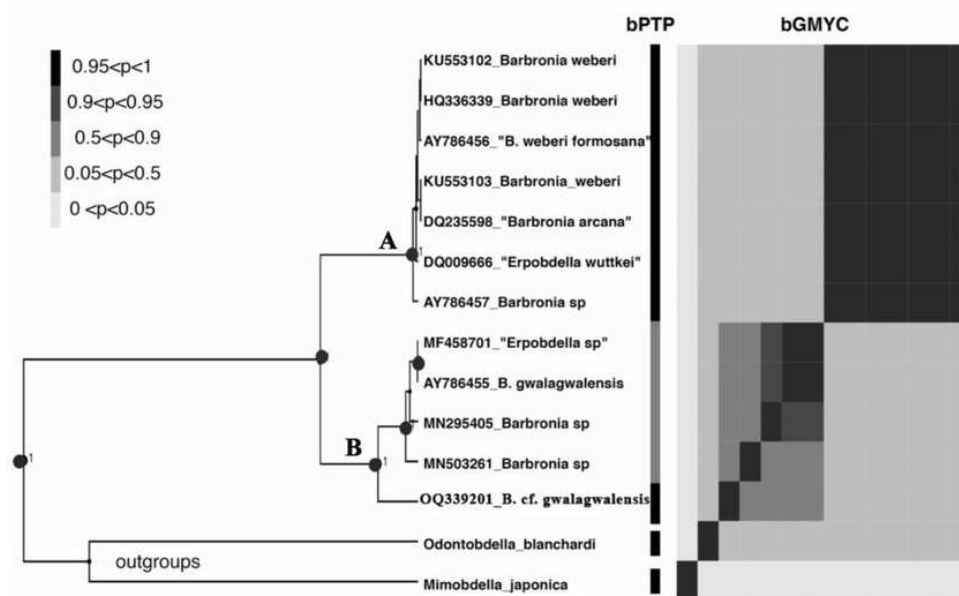 bPTP bGMYC
0.95<p<1
0.9<p<0.95
0.5<p<0.9
0.05<p<0.5
0 <p<0.05
KU553102_Barbronia weberi
HQ336339_Barbronia weberi
AY786456_"B. weberi formosana"
KU553103_Barbronia_weberi
DQ235598_"Barbronia arcana"
A
1
DQ009666_"Erpobdella wuttkei"
AY786457_Barbronia sp
MF458701_"Erpobdella sp"
AY786455_B. gwalagwalensis
MN295405_Barbronia sp
B
1
MN503261_Barbronia sp
1
OQ339201_B. cf. gwalagwalensis
Odontobdella_blanchardi
outgroups
Mimobdella_japonica